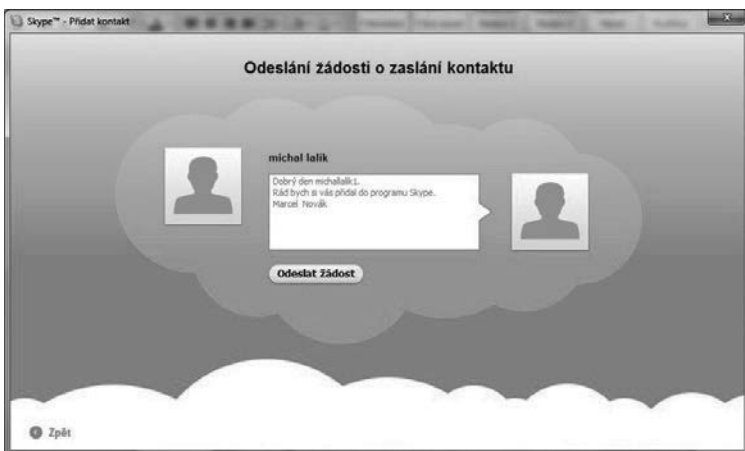 Skype™ - Přidat kontakt
Odeslání žádosti o zaslání kontaktu
michal lalík
Dobrý den michallalik1.
Rád bych si vás přidal do programu Skype.
Marcel Novák
Odeslat žádost
Zpět